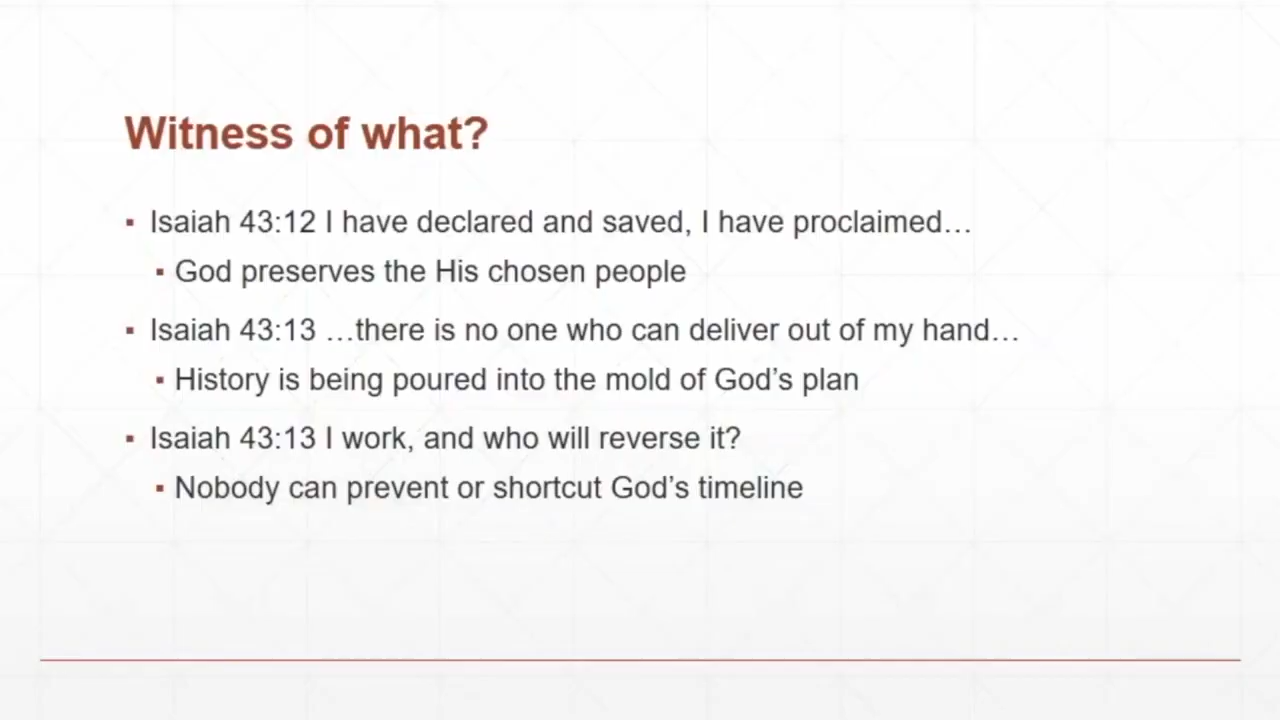 Witness of what?
▪ Isaiah 43:12 I have declared and saved, I have proclaimed…
▪ God preserves the His chosen people
▪ Isaiah 43:13 …there is no one who can deliver out of my hand…
▪ History is being poured into the mold of God’s plan
▪ Isaiah 43:13 I work, and who will reverse it?
▪ Nobody can prevent or shortcut God’s timeline